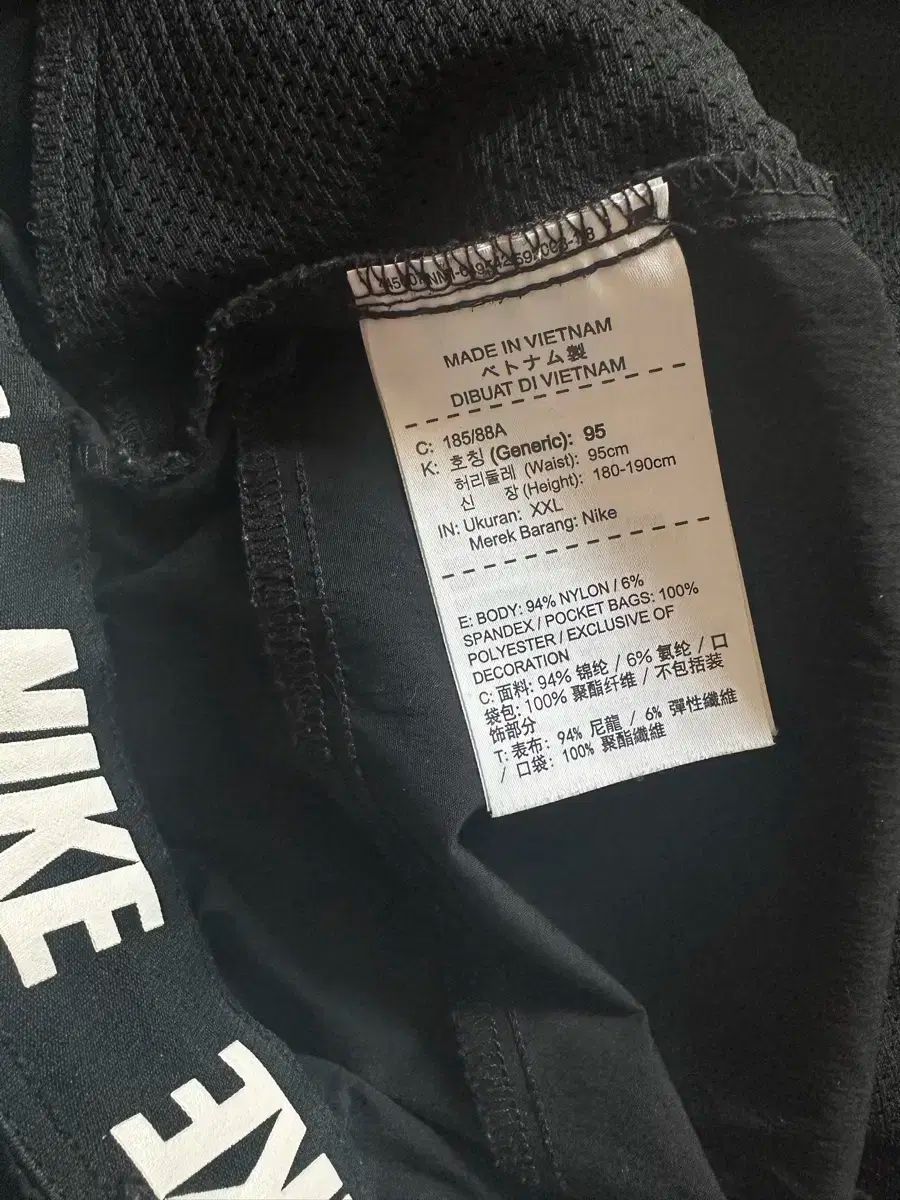 MADE IN VIETNAM
ベトナム製
DIBUAT DI VIETNAM
C: 185/88A
K: 호칭 (Generic): 95
허리둘레 (Waist): 95cm
신 장 (Height): 180-190cm
IN: Ukuran: XXL
Merek Barang: Nike
E: BODY: 94% NYLON / 6%
SPANDEX / POCKET BAGS: 100%
POLYESTER / EXCLUSIVE OF
DECORATION
C: 面料: 94% 锦纶 / 6% 氨纶 / 口
袋包: 100% 聚酯纤维 / 不包括装
饰部分
T: 表布: 94% 尼龍 / 6% 彈性纖維
/ 口袋: 100% 聚酯纖維
NIKE